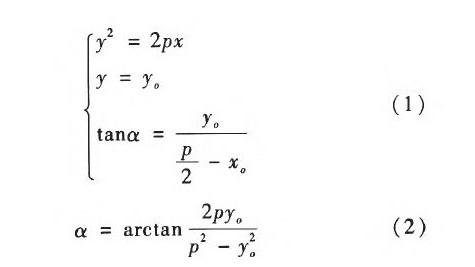 y² = 2px
y = yₒ
tanα = yₒ / (p/2 − xₒ) (1)
α = arctan 2pyₒ / (p² − yₒ²) (2)